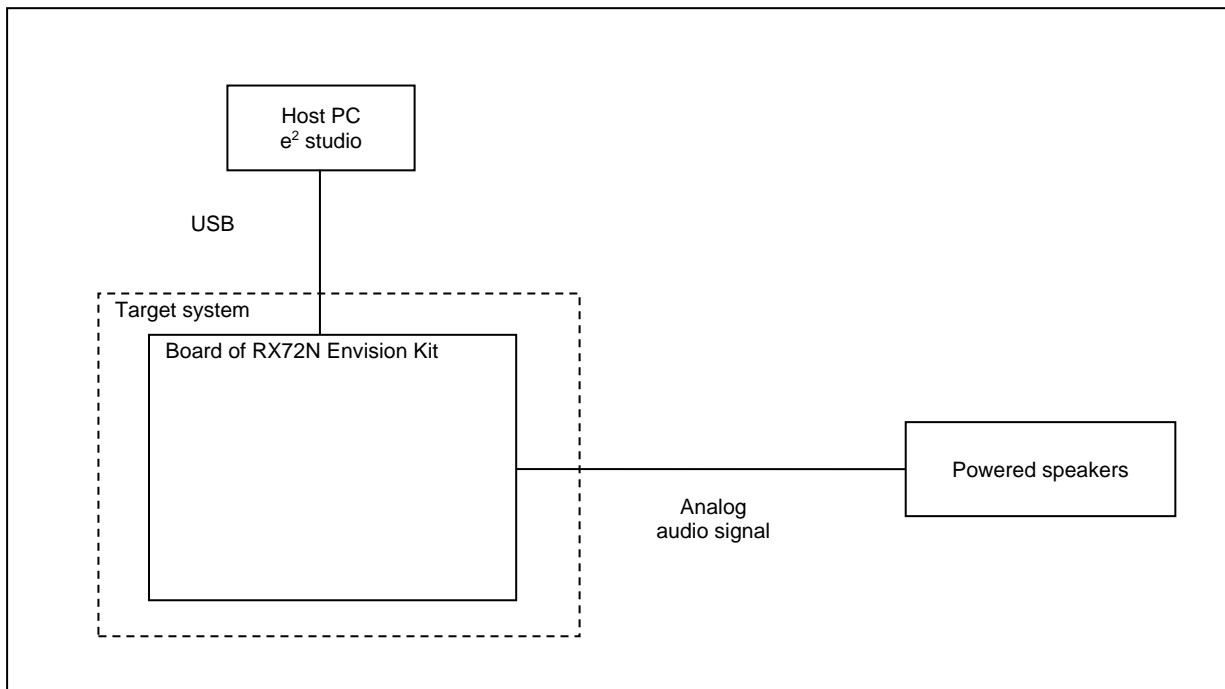 Host PC
e² studio
USB
Target system
Board of RX72N Envision Kit
Powered speakers
Analog
audio signal